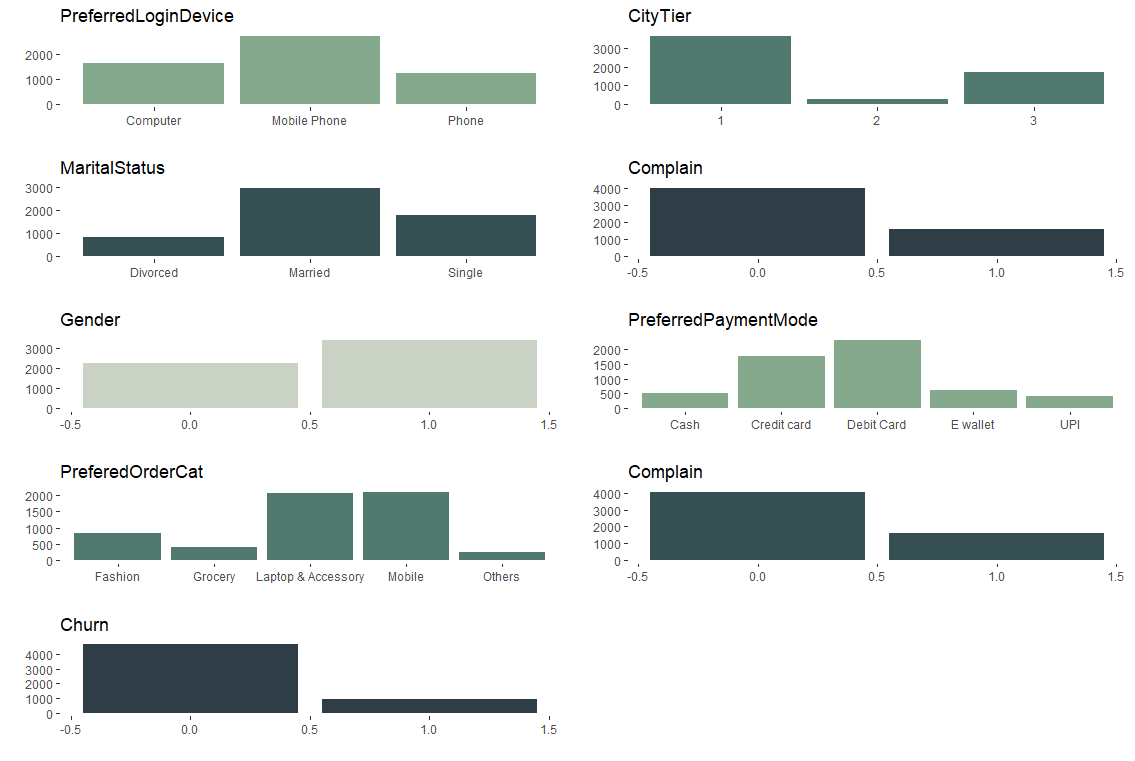 PreferredLoginDevice
2000
1000
0
Computer Mobile Phone Phone
CityTier
3000
2000
1000
0
1 2 3
MaritalStatus
3000
2000
1000
0
Divorced Married Single
Complain
4000
3000
2000
1000
0
-0.5 0.0 0.5 1.0 1.5
Gender
3000
2000
1000
0
-0.5 0.0 0.5 1.0 1.5
PreferredPaymentMode
2000
1500
1000
500
0
Cash Credit card Debit Card E wallet UPI
PreferedOrderCat
2000
1500
1000
500
0
Fashion Grocery Laptop & Accessory Mobile Others
Complain
4000
3000
2000
1000
0
-0.5 0.0 0.5 1.0 1.5
Churn
4000
3000
2000
1000
0
-0.5 0.0 0.5 1.0 1.5